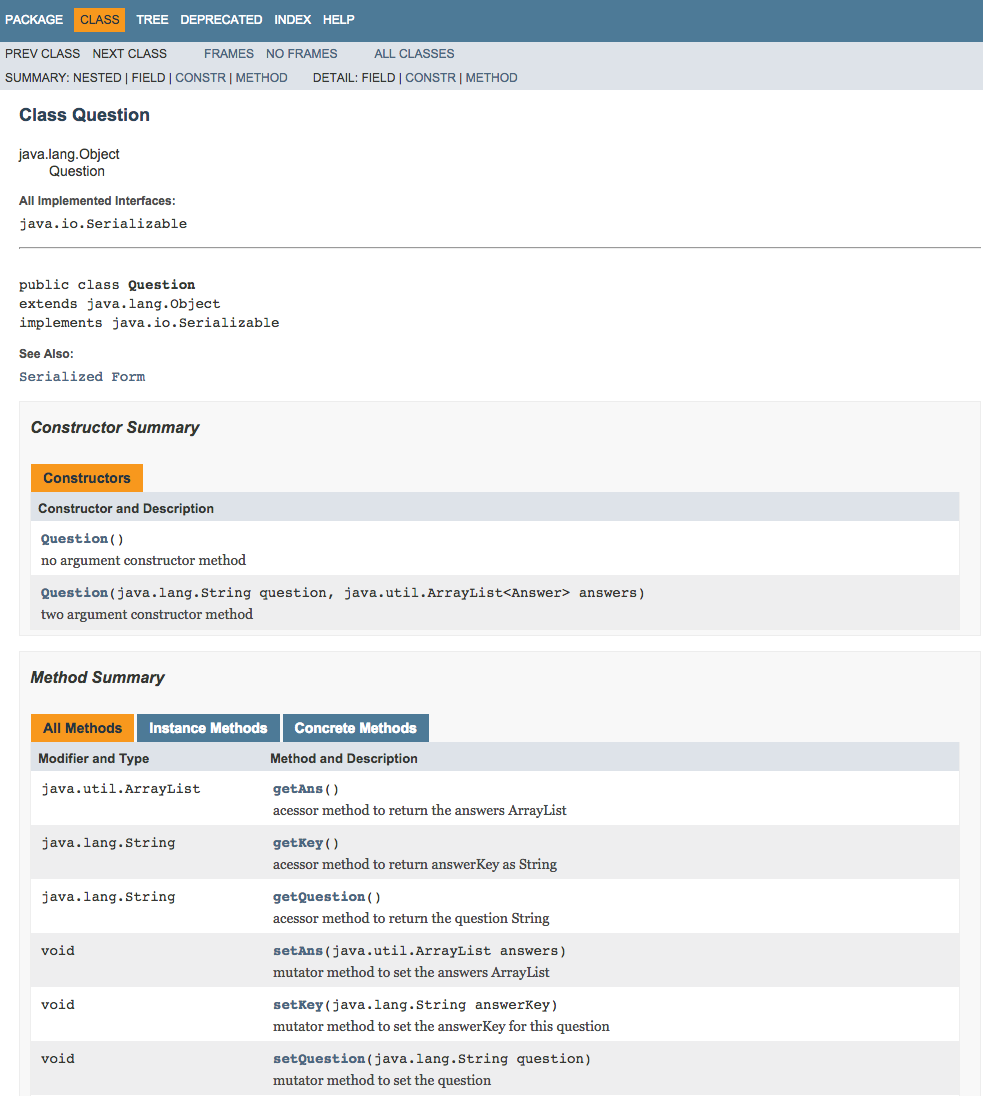 PACKAGE CLASS TREE DEPRECATED INDEX HELP
PREV CLASS NEXT CLASS FRAMES NO FRAMES ALL CLASSES
SUMMARY: NESTED | FIELD | CONSTR | METHOD DETAIL: FIELD | CONSTR | METHOD
Class Question
java.lang.Object
Question
All Implemented Interfaces:
java.io.Serializable
public class Question
extends java.lang.Object
implements java.io.Serializable
See Also:
Serialized Form
Constructor Summary
Constructors
Constructor and Description
Question()
no argument constructor method
Question(java.lang.String question, java.util.ArrayList<Answer> answers)
two argument constructor method
Method Summary
All Methods Instance Methods Concrete Methods
Modifier and Type Method and Description
java.util.ArrayList getAns()
acessor method to return the answers ArrayList
java.lang.String getKey()
acessor method to return answerKey as String
java.lang.String getQuestion()
acessor method to return the question String
void setAns(java.util.ArrayList answers)
mutator method to set the answers ArrayList
void setKey(java.lang.String answerKey)
mutator method to set the answerKey for this question
void setQuestion(java.lang.String question)
mutator method to set the question